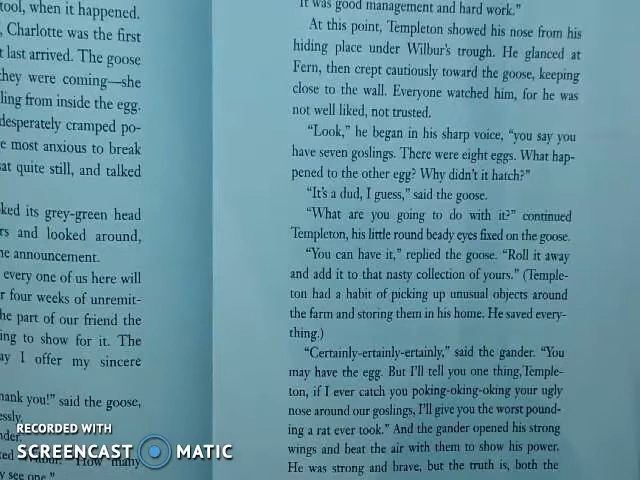 tool, when it happened.
, Charlotte was the first
t last arrived. The goose
they were coming—she
ling from inside the egg.
desperately cramped po-
e most anxious to break
sat quite still, and talked
ked its grey-green head
rs and looked around,
he announcement.
every one of us here will
r four weeks of unremit-
he part of our friend the
ing to show for it. The
ay I offer my sincere
hank you!" said the goose,
essly.
nder.
"How many
y see one."
"It was good management and hard work."
At this point, Templeton showed his nose from his
hiding place under Wilbur's trough. He glanced at
Fern, then crept cautiously toward the goose, keeping
close to the wall. Everyone watched him, for he was
not well liked, not trusted.
"Look," he began in his sharp voice, "you say you
have seven goslings. There were eight eggs. What hap-
pened to the other egg? Why didn't it hatch?"
"It's a dud, I guess," said the goose.
"What are you going to do with it?" continued
Templeton, his little round beady eyes fixed on the goose.
"You can have it," replied the goose. "Roll it away
and add it to that nasty collection of yours." (Temple-
ton had a habit of picking up unusual objects around
the farm and storing them in his home. He saved every-
thing.)
"Certainly-ertainly-ertainly," said the gander. "You
may have the egg. But I'll tell you one thing, Temple-
ton, if I ever catch you poking-oking-oking your ugly
nose around our goslings, I'll give you the worst pound-
ing a rat ever took." And the gander opened his strong
wings and beat the air with them to show his power.
He was strong and brave, but the truth is, both the
RECORDED WITH
SCREENCAST MATIC